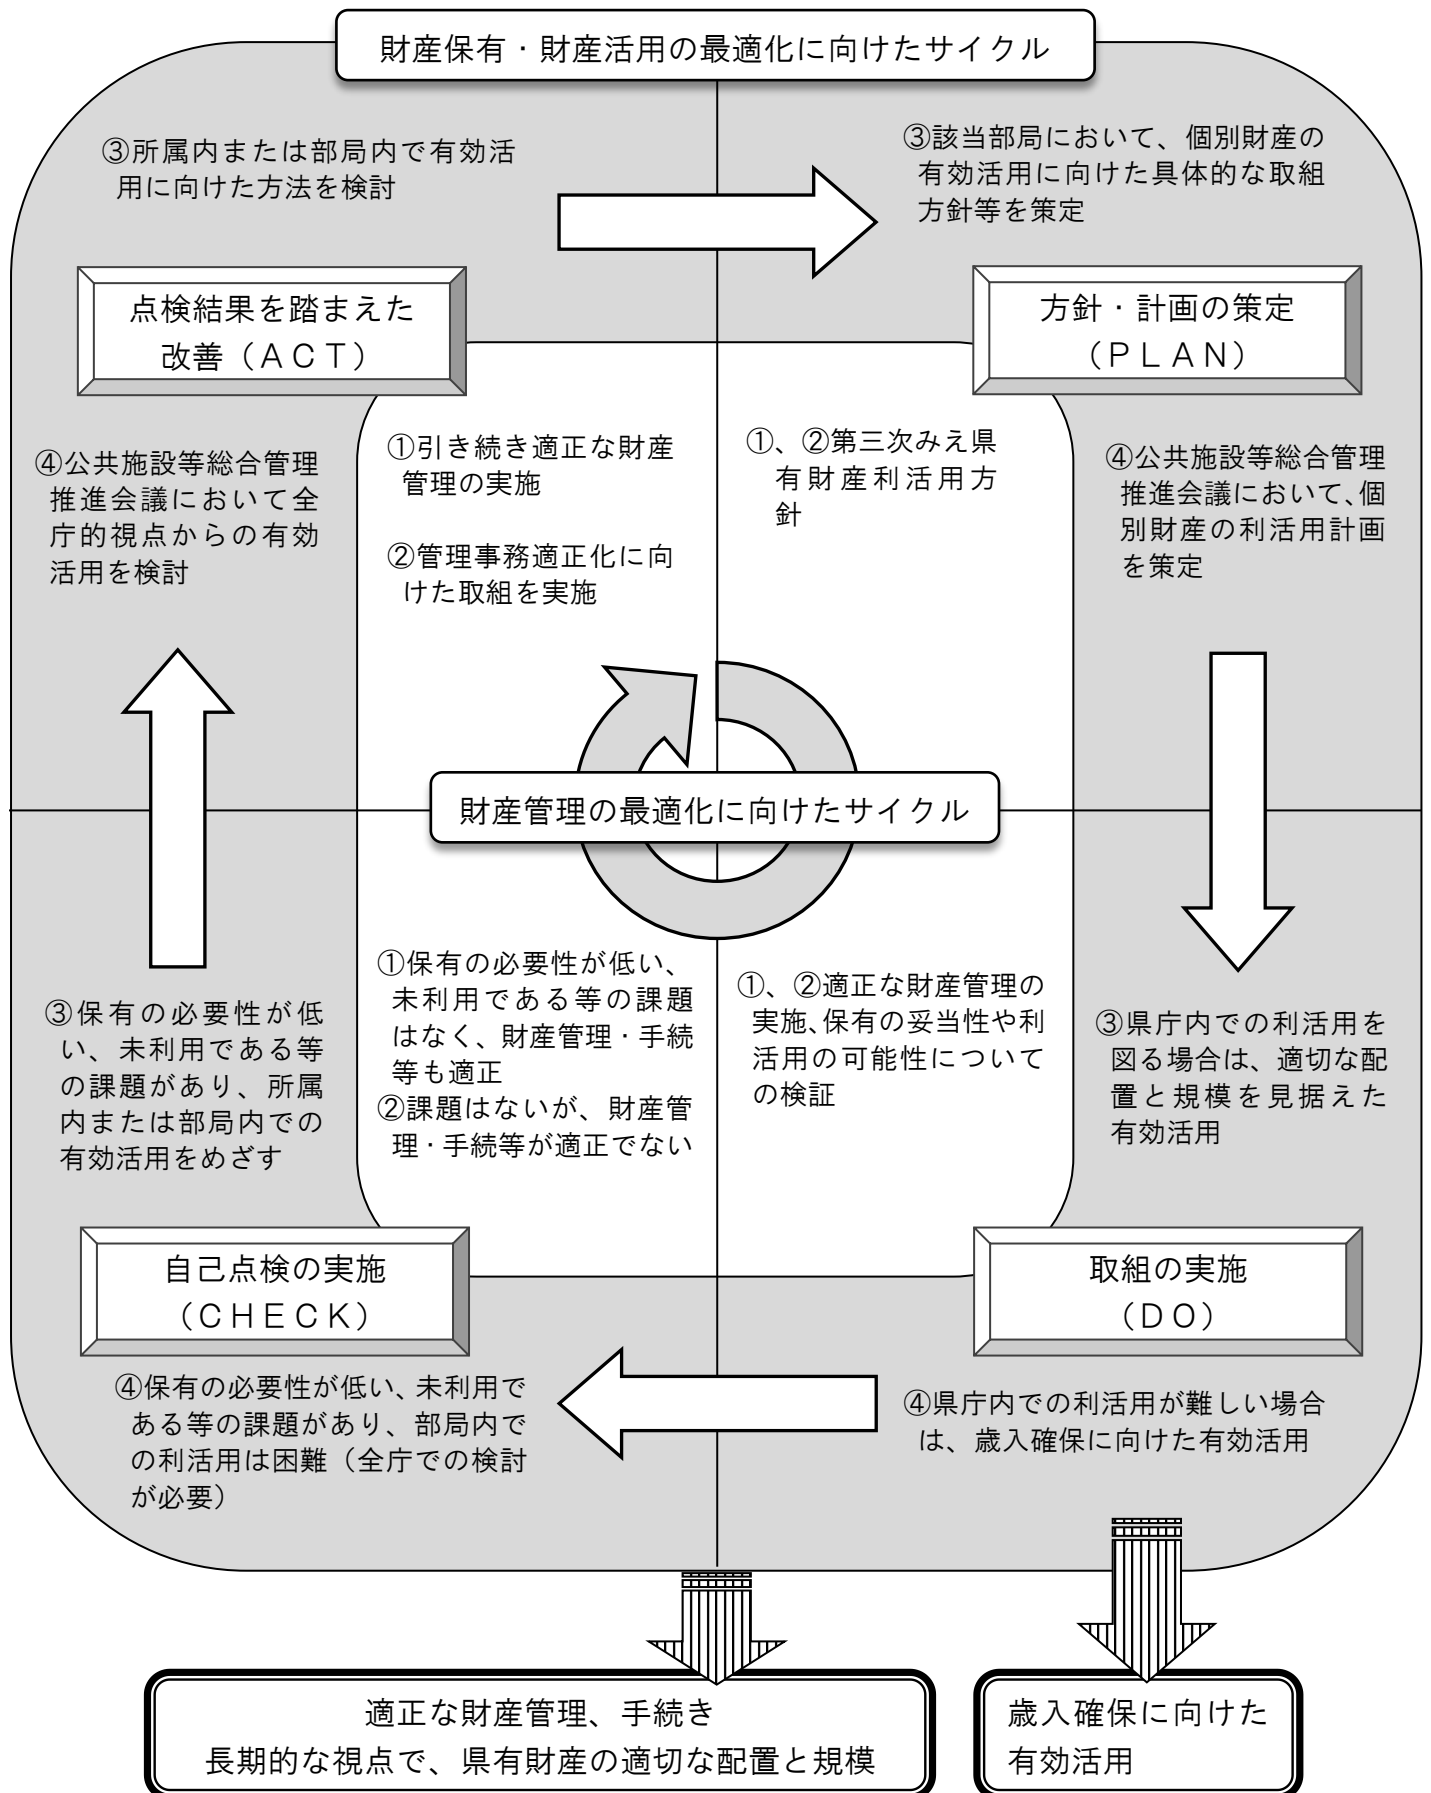 財産保有・財産活用の最適化に向けたサイクル
③所属内または部局内で有効活
用に向けた方法を検討
③該当部局において、個別財産の
有効活用に向けた具体的な取組
方針等を策定
点検結果を踏まえた
改善（ＡＣＴ）
方針・計画の策定
（ＰＬＡＮ）
④公共施設等総合管理
推進会議において全
庁的視点からの有効
活用を検討
①引き続き適正な財産
管理の実施
②管理事務適正化に向
けた取組を実施
①、②第三次みえ県
有財産利活用方
針
④公共施設等総合管理
推進会議において、個
別財産の利活用計画
を策定
財産管理の最適化に向けたサイクル
③保有の必要性が低
い、未利用である等
の課題があり、所属
内または部局内での
有効活用をめざす
①保有の必要性が低い、
未利用である等の課題
はなく、財産管理・手続
等も適正
②課題はないが、財産管
理・手続等が適正でない
①、②適正な財産管理の
実施、保有の妥当性や利
活用の可能性について
の検証
③県庁内での利活用を
図る場合は、適切な配
置と規模を見据えた
有効活用
自己点検の実施
（ＣＨＥＣＫ）
取組の実施
（ＤＯ）
④保有の必要性が低い、未利用で
ある等の課題があり、部局内で
の利活用は困難（全庁での検討
が必要）
④県庁内での利活用が難しい場合
は、歳入確保に向けた有効活用
適正な財産管理、手続き
長期的な視点で、県有財産の適切な配置と規模
歳入確保に向けた
有効活用